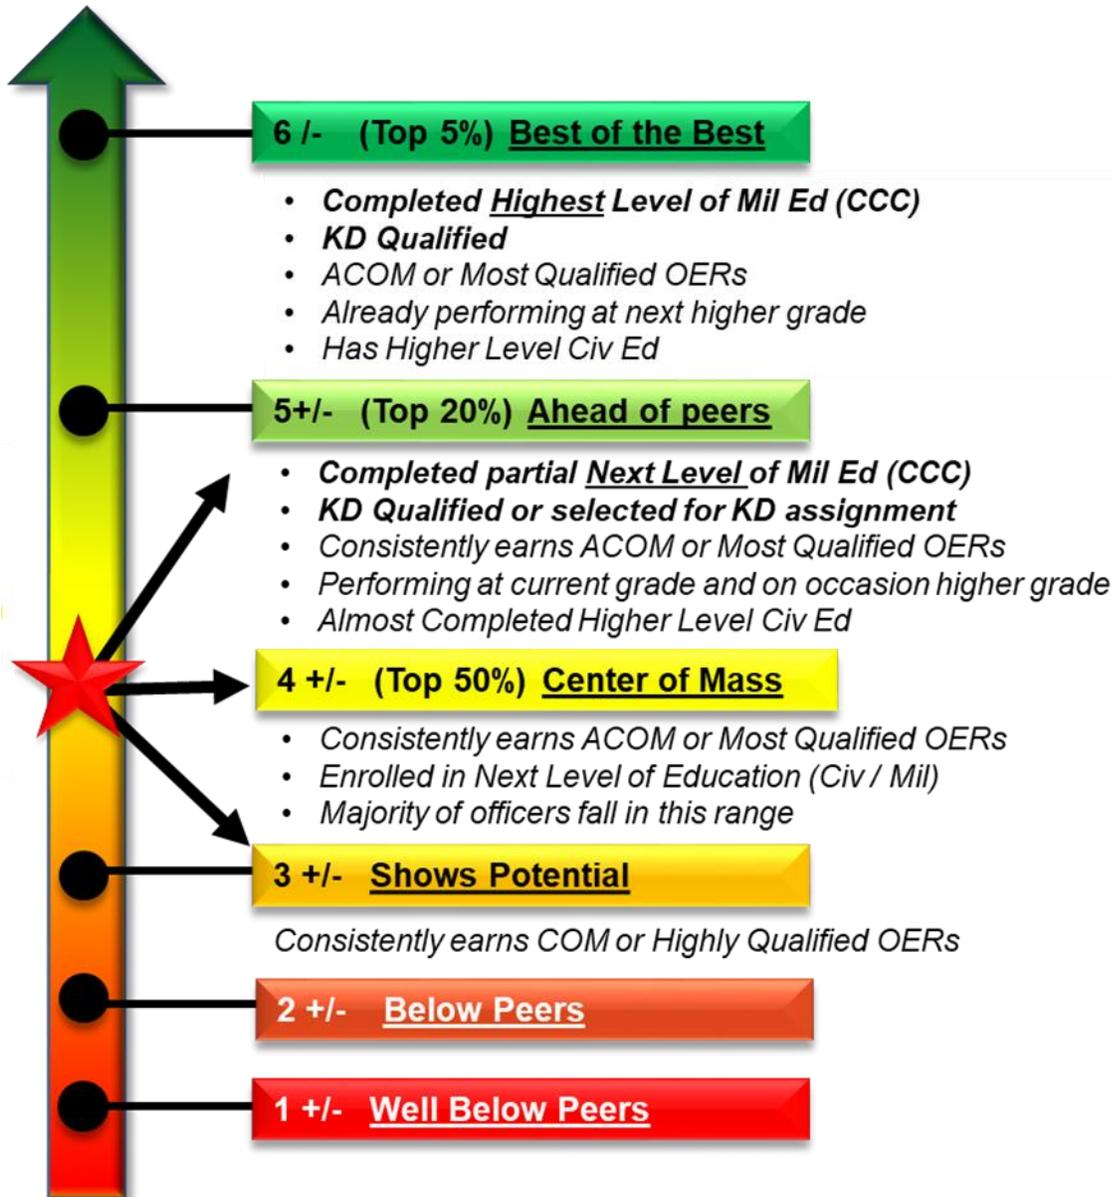 6 /- (Top 5%) Best of the Best
• Completed Highest Level of Mil Ed (CCC)
• KD Qualified
• ACOM or Most Qualified OERs
• Already performing at next higher grade
• Has Higher Level Civ Ed
5+/- (Top 20%) Ahead of peers
• Completed partial Next Level of Mil Ed (CCC)
• KD Qualified or selected for KD assignment
• Consistently earns ACOM or Most Qualified OERs
• Performing at current grade and on occasion higher grade
• Almost Completed Higher Level Civ Ed
4 +/- (Top 50%) Center of Mass
• Consistently earns ACOM or Most Qualified OERs
• Enrolled in Next Level of Education (Civ / Mil)
• Majority of officers fall in this range
3 +/- Shows Potential
Consistently earns COM or Highly Qualified OERs
2 +/- Below Peers
1 +/- Well Below Peers